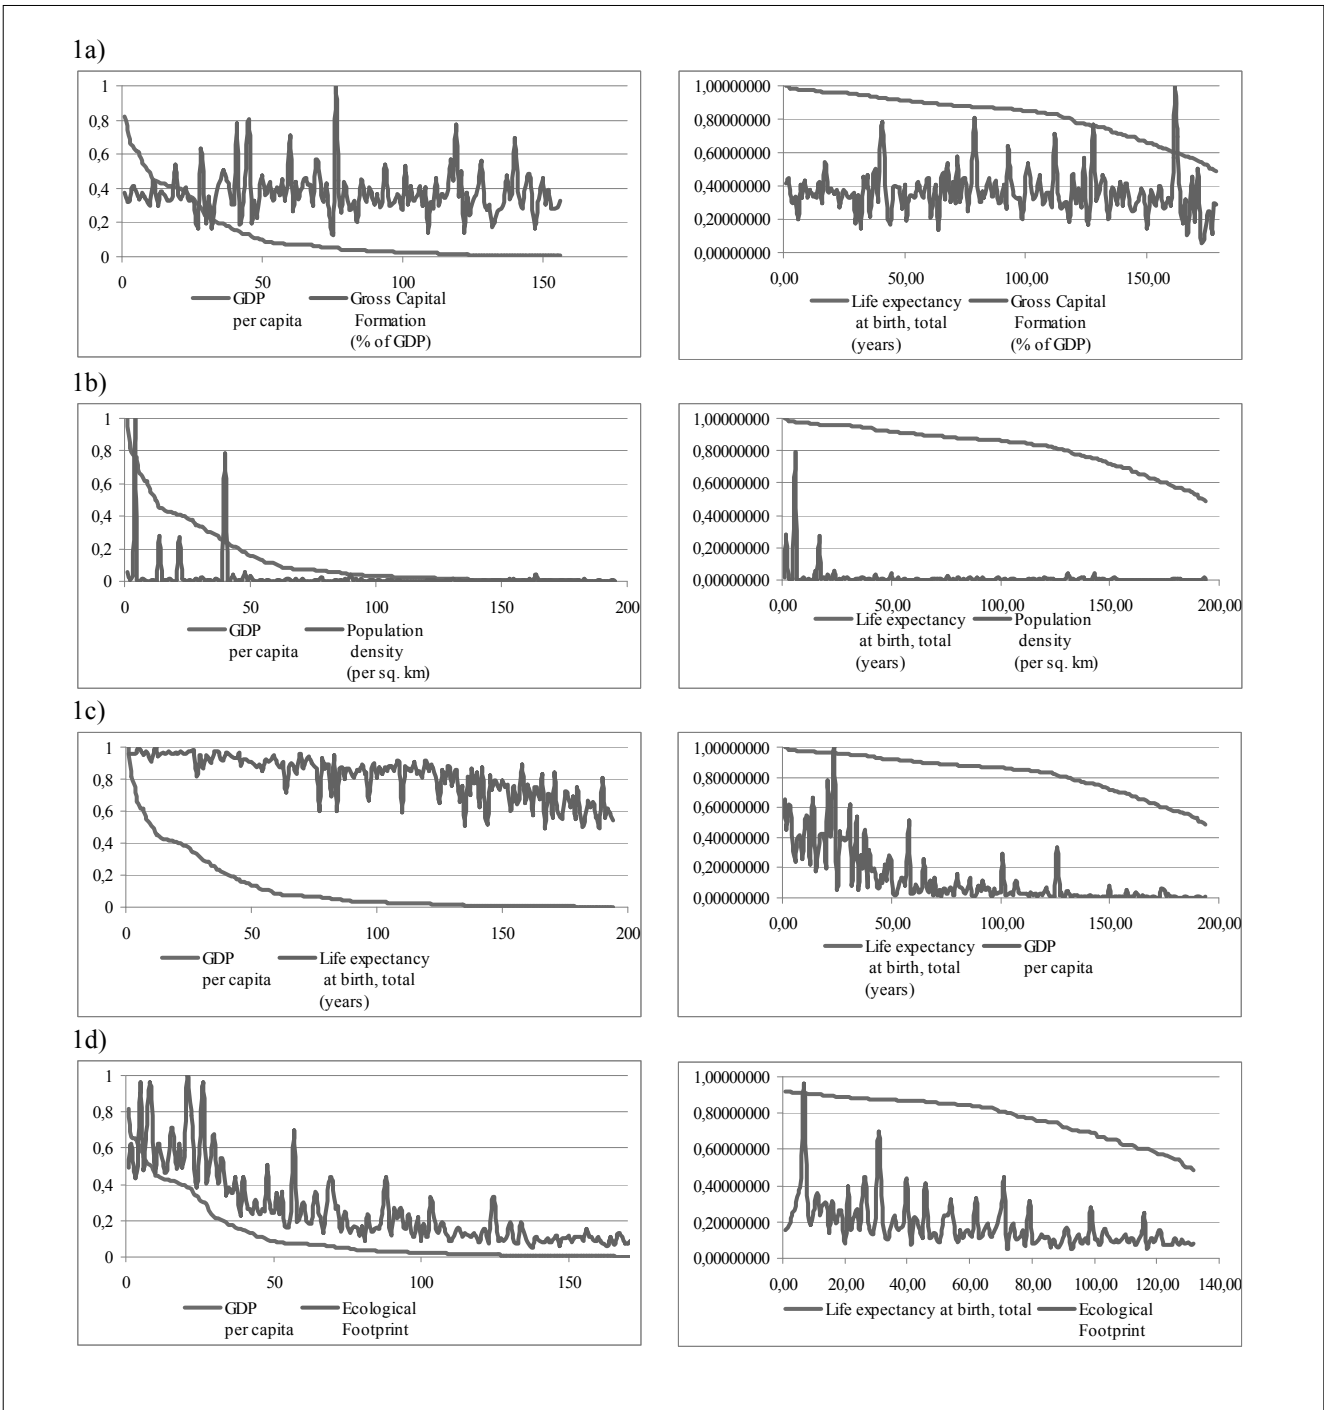 1a)
1
0,8
0,6
0,4
0,2
0
0 50 100 150
GDP per capita
Gross Capital Formation (% of GDP)
1,00000000
0,80000000
0,60000000
0,40000000
0,20000000
0,00000000
0,00 50,00 100,00 150,00
Life expectancy at birth, total (years)
Gross Capital Formation (% of GDP)
1b)
1
0,8
0,6
0,4
0,2
0
0 50 100 150 200
GDP per capita
Population density (per sq. km)
1,00000000
0,80000000
0,60000000
0,40000000
0,20000000
0,00000000
0,00 50,00 100,00 150,00 200,00
Life expectancy at birth, total (years)
Population density (per sq. km)
1c)
1
0,8
0,6
0,4
0,2
0
0 50 100 150 200
GDP per capita
Life expectancy at birth, total (years)
1,00000000
0,80000000
0,60000000
0,40000000
0,20000000
0,00000000
0,00 50,00 100,00 150,00 200,00
Life expectancy at birth, total (years)
GDP per capita
1d)
1
0,8
0,6
0,4
0,2
0
0 50 100 150
GDP per capita
Ecological Footprint
1,00000000
0,80000000
0,60000000
0,40000000
0,20000000
0,00000000
0,00 20,00 40,00 60,00 80,00 100,00 120,00 140,00
Life expectancy at birth, total
Ecological Footprint